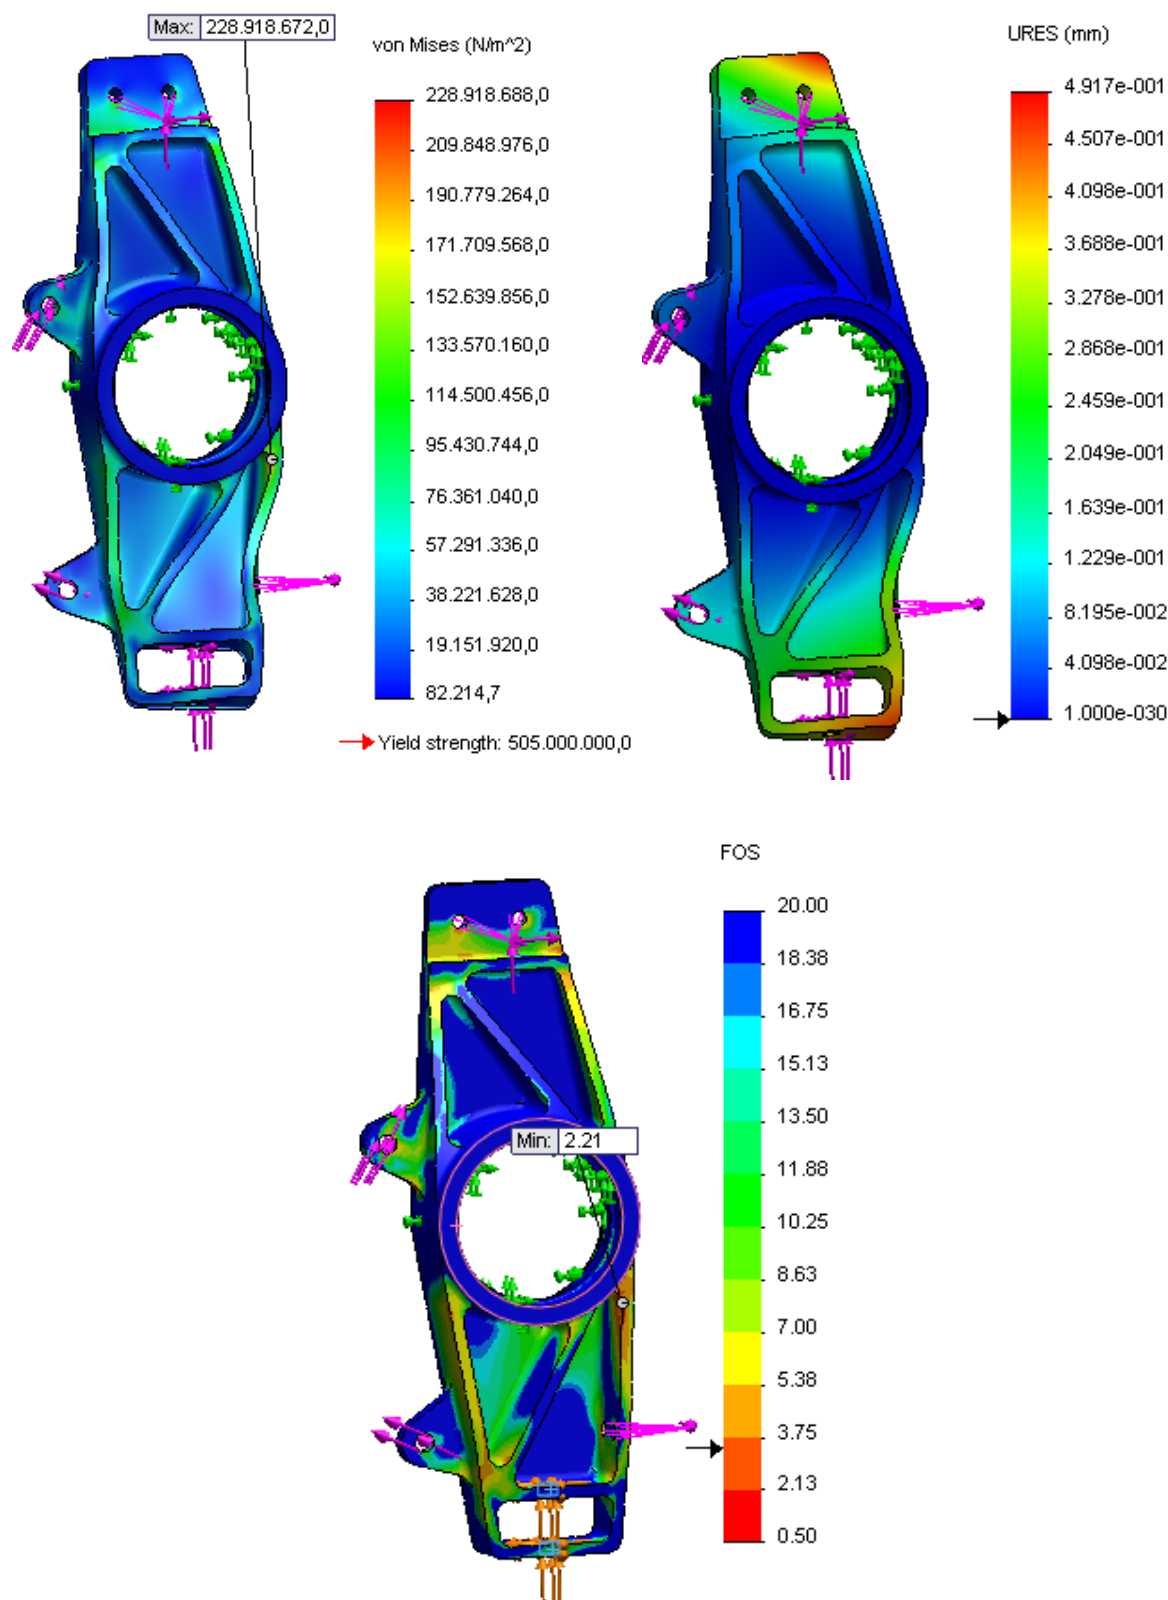 Max: 228.918.672,0
von Mises (N/m^2)
228.918.688,0
209.848.976,0
190.779.264,0
171.709.568,0
152.639.856,0
133.570.160,0
114.500.456,0
95.430.744,0
76.361.040,0
57.291.336,0
38.221.628,0
19.151.920,0
82.214,7
Yield strength: 505.000.000,0
URES (mm)
4.917e-001
4.507e-001
4.098e-001
3.688e-001
3.278e-001
2.868e-001
2.459e-001
2.049e-001
1.639e-001
1.229e-001
8.195e-002
4.098e-002
1.000e-030
FOS
20.00
18.38
16.75
15.13
13.50
11.88
10.25
8.63
7.00
5.38
3.75
2.13
0.50
Min: 2.21